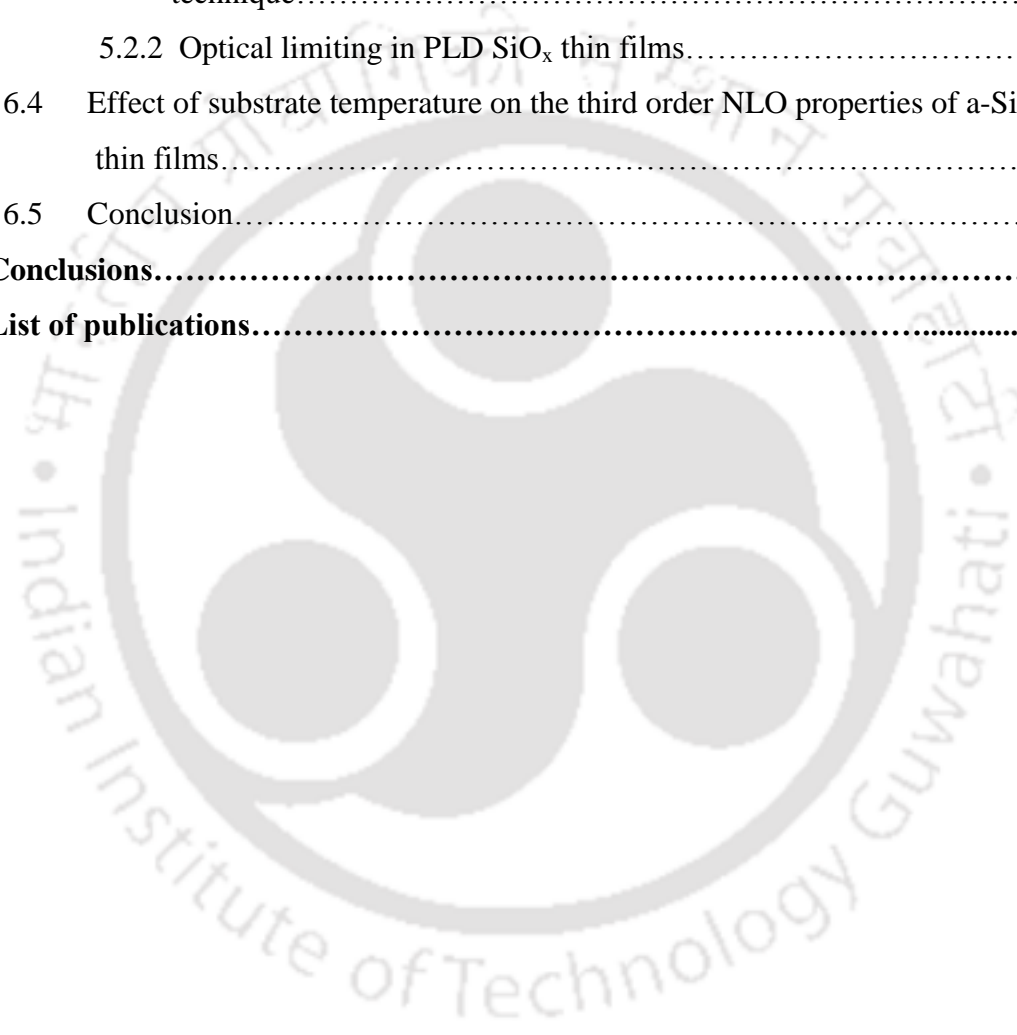 technique……………………………………………………………
5.2.2 Optical limiting in PLD SiOx thin films……………………………
6.4 Effect of substrate temperature on the third order NLO properties of a-Si
thin films……………………………………………………………………
6.5 Conclusion……………………………………………………………………
Conclusions………………….………………………………………………
List of publications……………………………………………………............
Indian Institute of Technology Guwahati